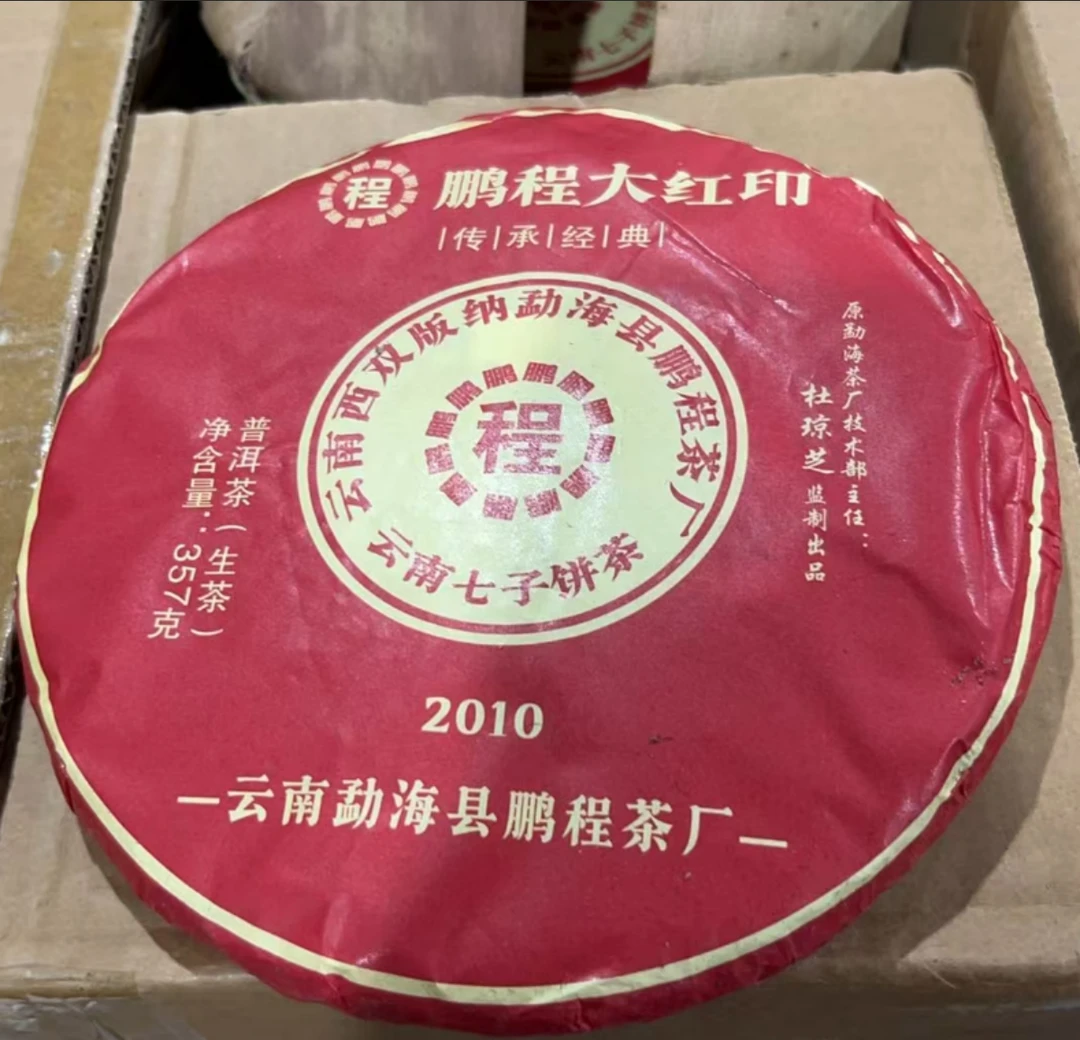 程
鹏程大红印
|传|承|经|典|
云南西双版纳勐海县鹏程茶厂
程
云南七子饼茶
原勐海茶厂技术部主任：
杜琼芝 监制出品
普洱茶(生茶)
净含量：357克
2010
—云南勐海县鹏程茶厂—